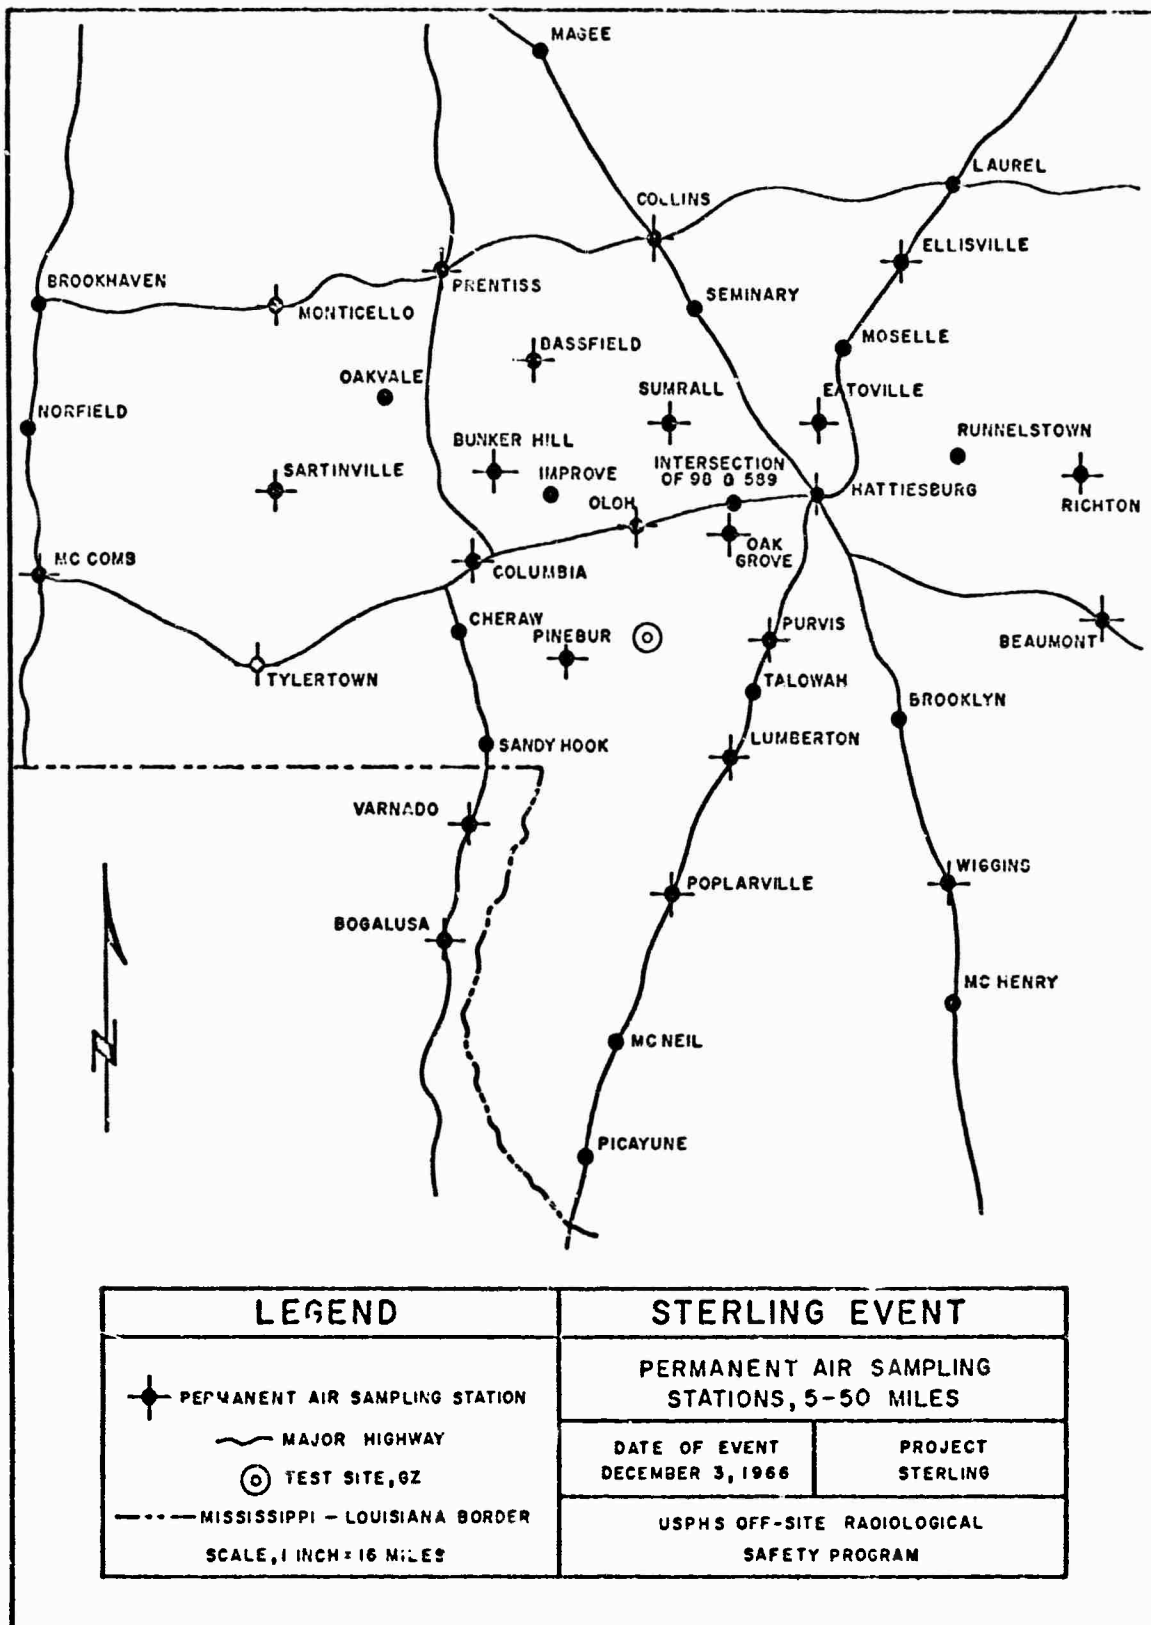 MAGEE
LAUREL
COLLINS
ELLISVILLE
BROOKHAVEN
PRENTISS
MONTICELLO
SEMINARY
MOSELLE
BASSFIELD
OAKVALE
SUMRALL
EATOVILLE
NORFIELD
RUNNELSTOWN
BUNKER HILL
SARTINVILLE
IMPROVE
INTERSECTION
OF 98 & 589
HATTIESBURG
RICHTON
OLOH
OAK
GROVE
MC COMB
COLUMBIA
CHERAW
PINEBUR
PURVIS
BEAUMONT
TYLERTOWN
TALOWAH
BROOKLYN
SANDY HOOK
LUMBERTON
VARNADO
WIGGINS
POPLARVILLE
BOGALUSA
MC HENRY
N
MC NEIL
PICAYUNE
LEGEND
PERMANENT AIR SAMPLING STATION
MAJOR HIGHWAY
TEST SITE, GZ
MISSISSIPPI - LOUISIANA BORDER
SCALE, 1 INCH = 16 MILES
STERLING EVENT
PERMANENT AIR SAMPLING
STATIONS, 5-50 MILES
DATE OF EVENT
DECEMBER 3, 1966
PROJECT
STERLING
USPHS OFF-SITE RADIOLOGICAL
SAFETY PROGRAM